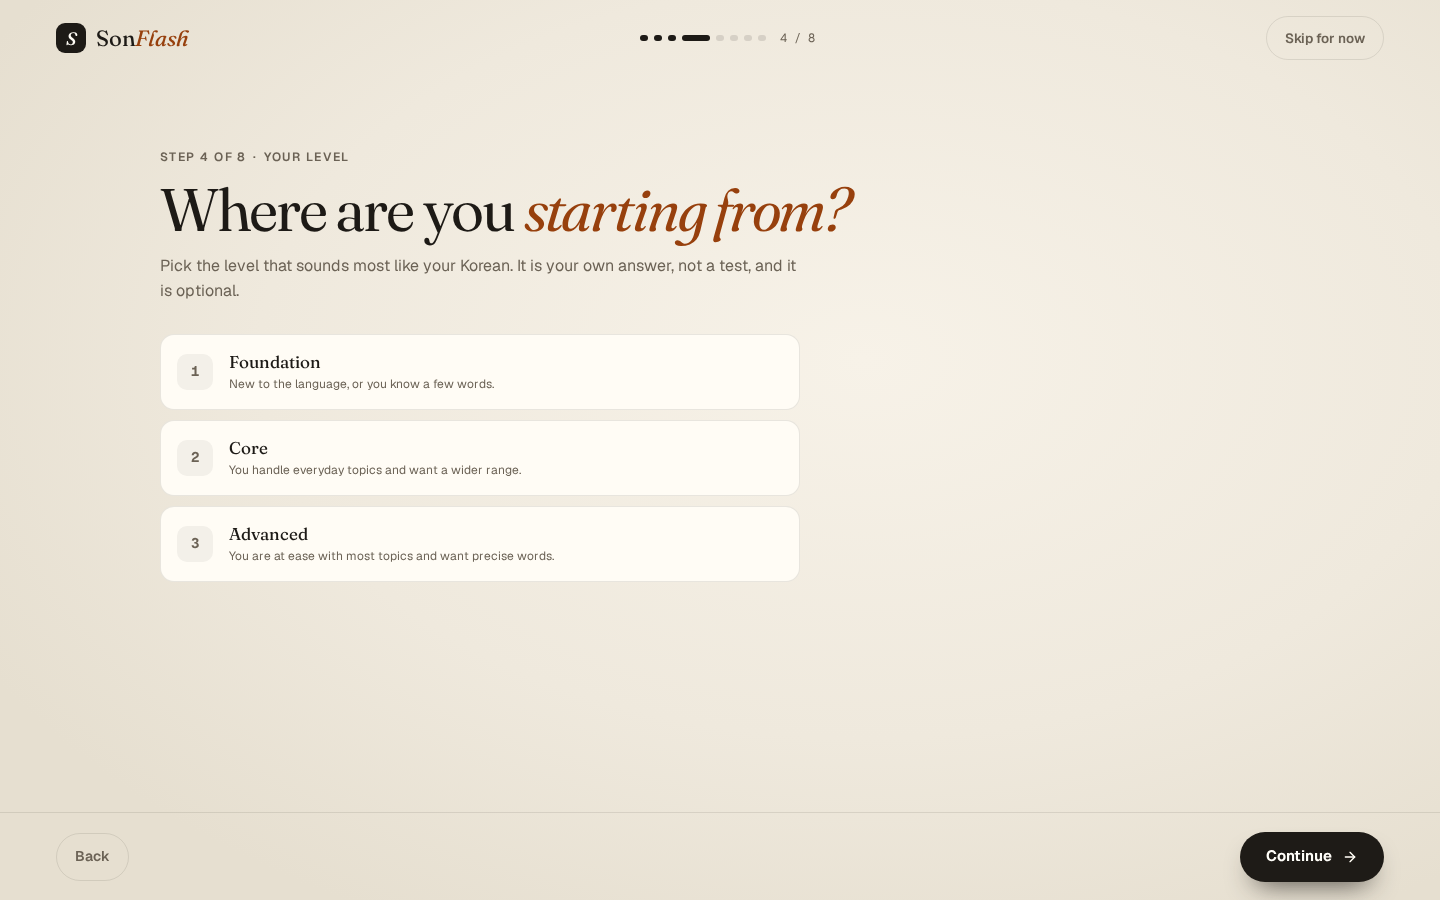 S SonFlash
4 / 8
Skip for now
STEP 4 OF 8 · YOUR LEVEL
Where are you starting from?
Pick the level that sounds most like your Korean. It is your own answer, not a test, and it
is optional.
1
Foundation
New to the language, or you know a few words.
2
Core
You handle everyday topics and want a wider range.
3
Advanced
You are at ease with most topics and want precise words.
Back
Continue →